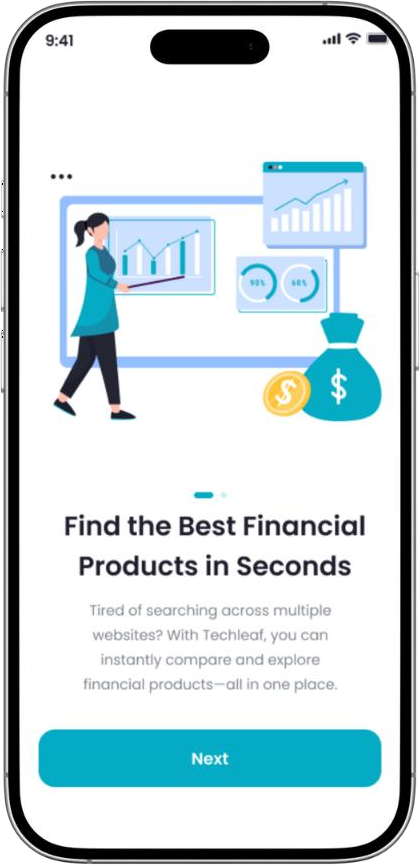 9:41
90%
60%
$
$
Find the Best Financial
Products in Seconds
Tired of searching across multiple
websites? With Techleaf, you can
instantly compare and explore
financial products—all in one place.
Next